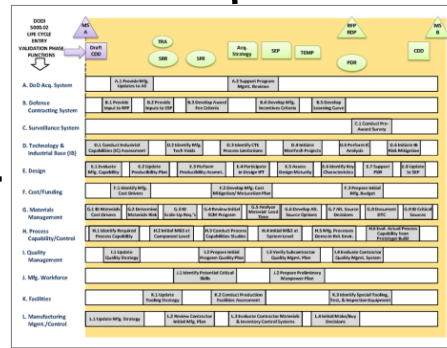 DODI
5000.02
LIFE CYCLE
ENTRY
VALIDATION PHASE
FUNCTIONS
MS
A
Draft
CDD
TRA
SRR
SFR
Acq.
Strategy
SEP
TEMP
RFP
RDP
PDR
CDD
MS
B
A. DoD Acq. System
A.1 Provide Mfg.
Updates to AS
A.2 Support Program
Mgmt. Reviews
B. Defense
Contracting System
B.1 Provide
Input to RFP
B.2 Provide
Inputs to SSP
B.3 Develop Award
Fee Criteria
B.4 Develop Mfg.
Incentives Criteria
B.5 Develop
Learning Curve
C. Surveillance System
C.1 Conduct Pre-
Award Survey
D. Technology &
Industrial Base (IB)
D.1 Conduct Industrial
Capabilities (IC) Assessment
D.2 Identify Mfg.
Tech Voids
D.3 Identify CTE
Process Limitations
D.4 Initiate
ManTech Projects
D.5 Perform IC
Analysis
D.6 Initiate IB
Risk Mitigation
E. Design
E.1 Evaluate
Mfg. Capability
E.2 Update
Producibility Plan
E.3 Perform
Producibility Assmnt.
E.4 Participate
in Design IPT
E.5 Assess
Design Maturity
E.6 Identify Key
Characteristics
E.7 Support
PDR
E.8 Update
to SEP
F. Cost/Funding
F.1 Identify Mfg.
Cost Drivers
F.2 Develop Mfg. Cost
Mitigation/ Maturation Plan
F.3 Prepare Initial
Mfg. Budget
G. Materials
Management
G.1 ID Materials
Cost Drivers
G.2 Determine
Materials Risk
G.3 ID
Scale-Up Req.'s
G.4 Review Initial
SCM Program
G.5 Analyze
Material Lead
Time
G.6 Develop Alt.
Source Options
G.7 Alt. Source
Decisions
G.8 Document
DTC
G.9 ID Critical
Sources
H. Process
Capability/Control
H.1 Identify Required
Process Capability
H.2 Initial M&S at
Component Level
H.3 Conduct Process
Capabilities Studies
H.4 Initial M&S at
System Level
H.5 Mfg. Processes
Demo in Rel. Env.
H.6 Eval. Actual Process
Capability from
Prototype Build
I. Quality
Management
I.1 Update
Quality Strategy
I.2 Prepare Initial
Program Quality Plan
I.3 Verify Subcontractor
Quality Mgmt. Plan
I.4 Evaluate Contractor
Quality Mgmt. System
J. Mfg. Workforce
J.1 Identify Potential Critical
Skills
J.2 Prepare Preliminary
Manpower Plan
K. Facilities
K.1 Update
Tooling Strategy
K.2 Conduct Production
Facilities Assessment
K.3 Identify Special Tooling,
Test, & Inspection Equipment
L. Manufacturing
Mgmt./Control
L.1 Update Mfg. Strategy
L.2 Review Contractor
Initial Mfg. Plan
L.3 Evaluate Contractor Materials
& Inventory Control Systems
L.4 Initial Make/Buy
Decisions